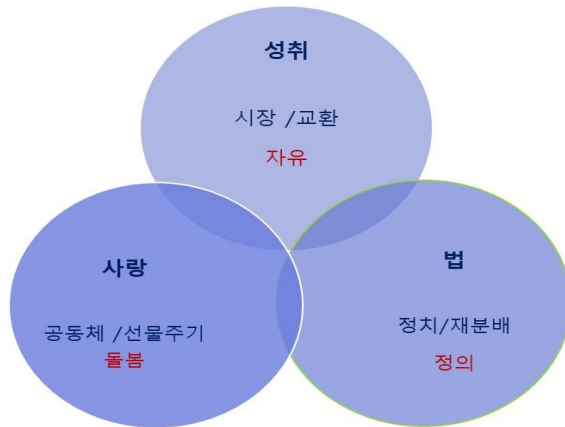 성취
시장 /교환
자유
사랑
공동체 /선물주기
돌봄
법
정치/재분배
정의